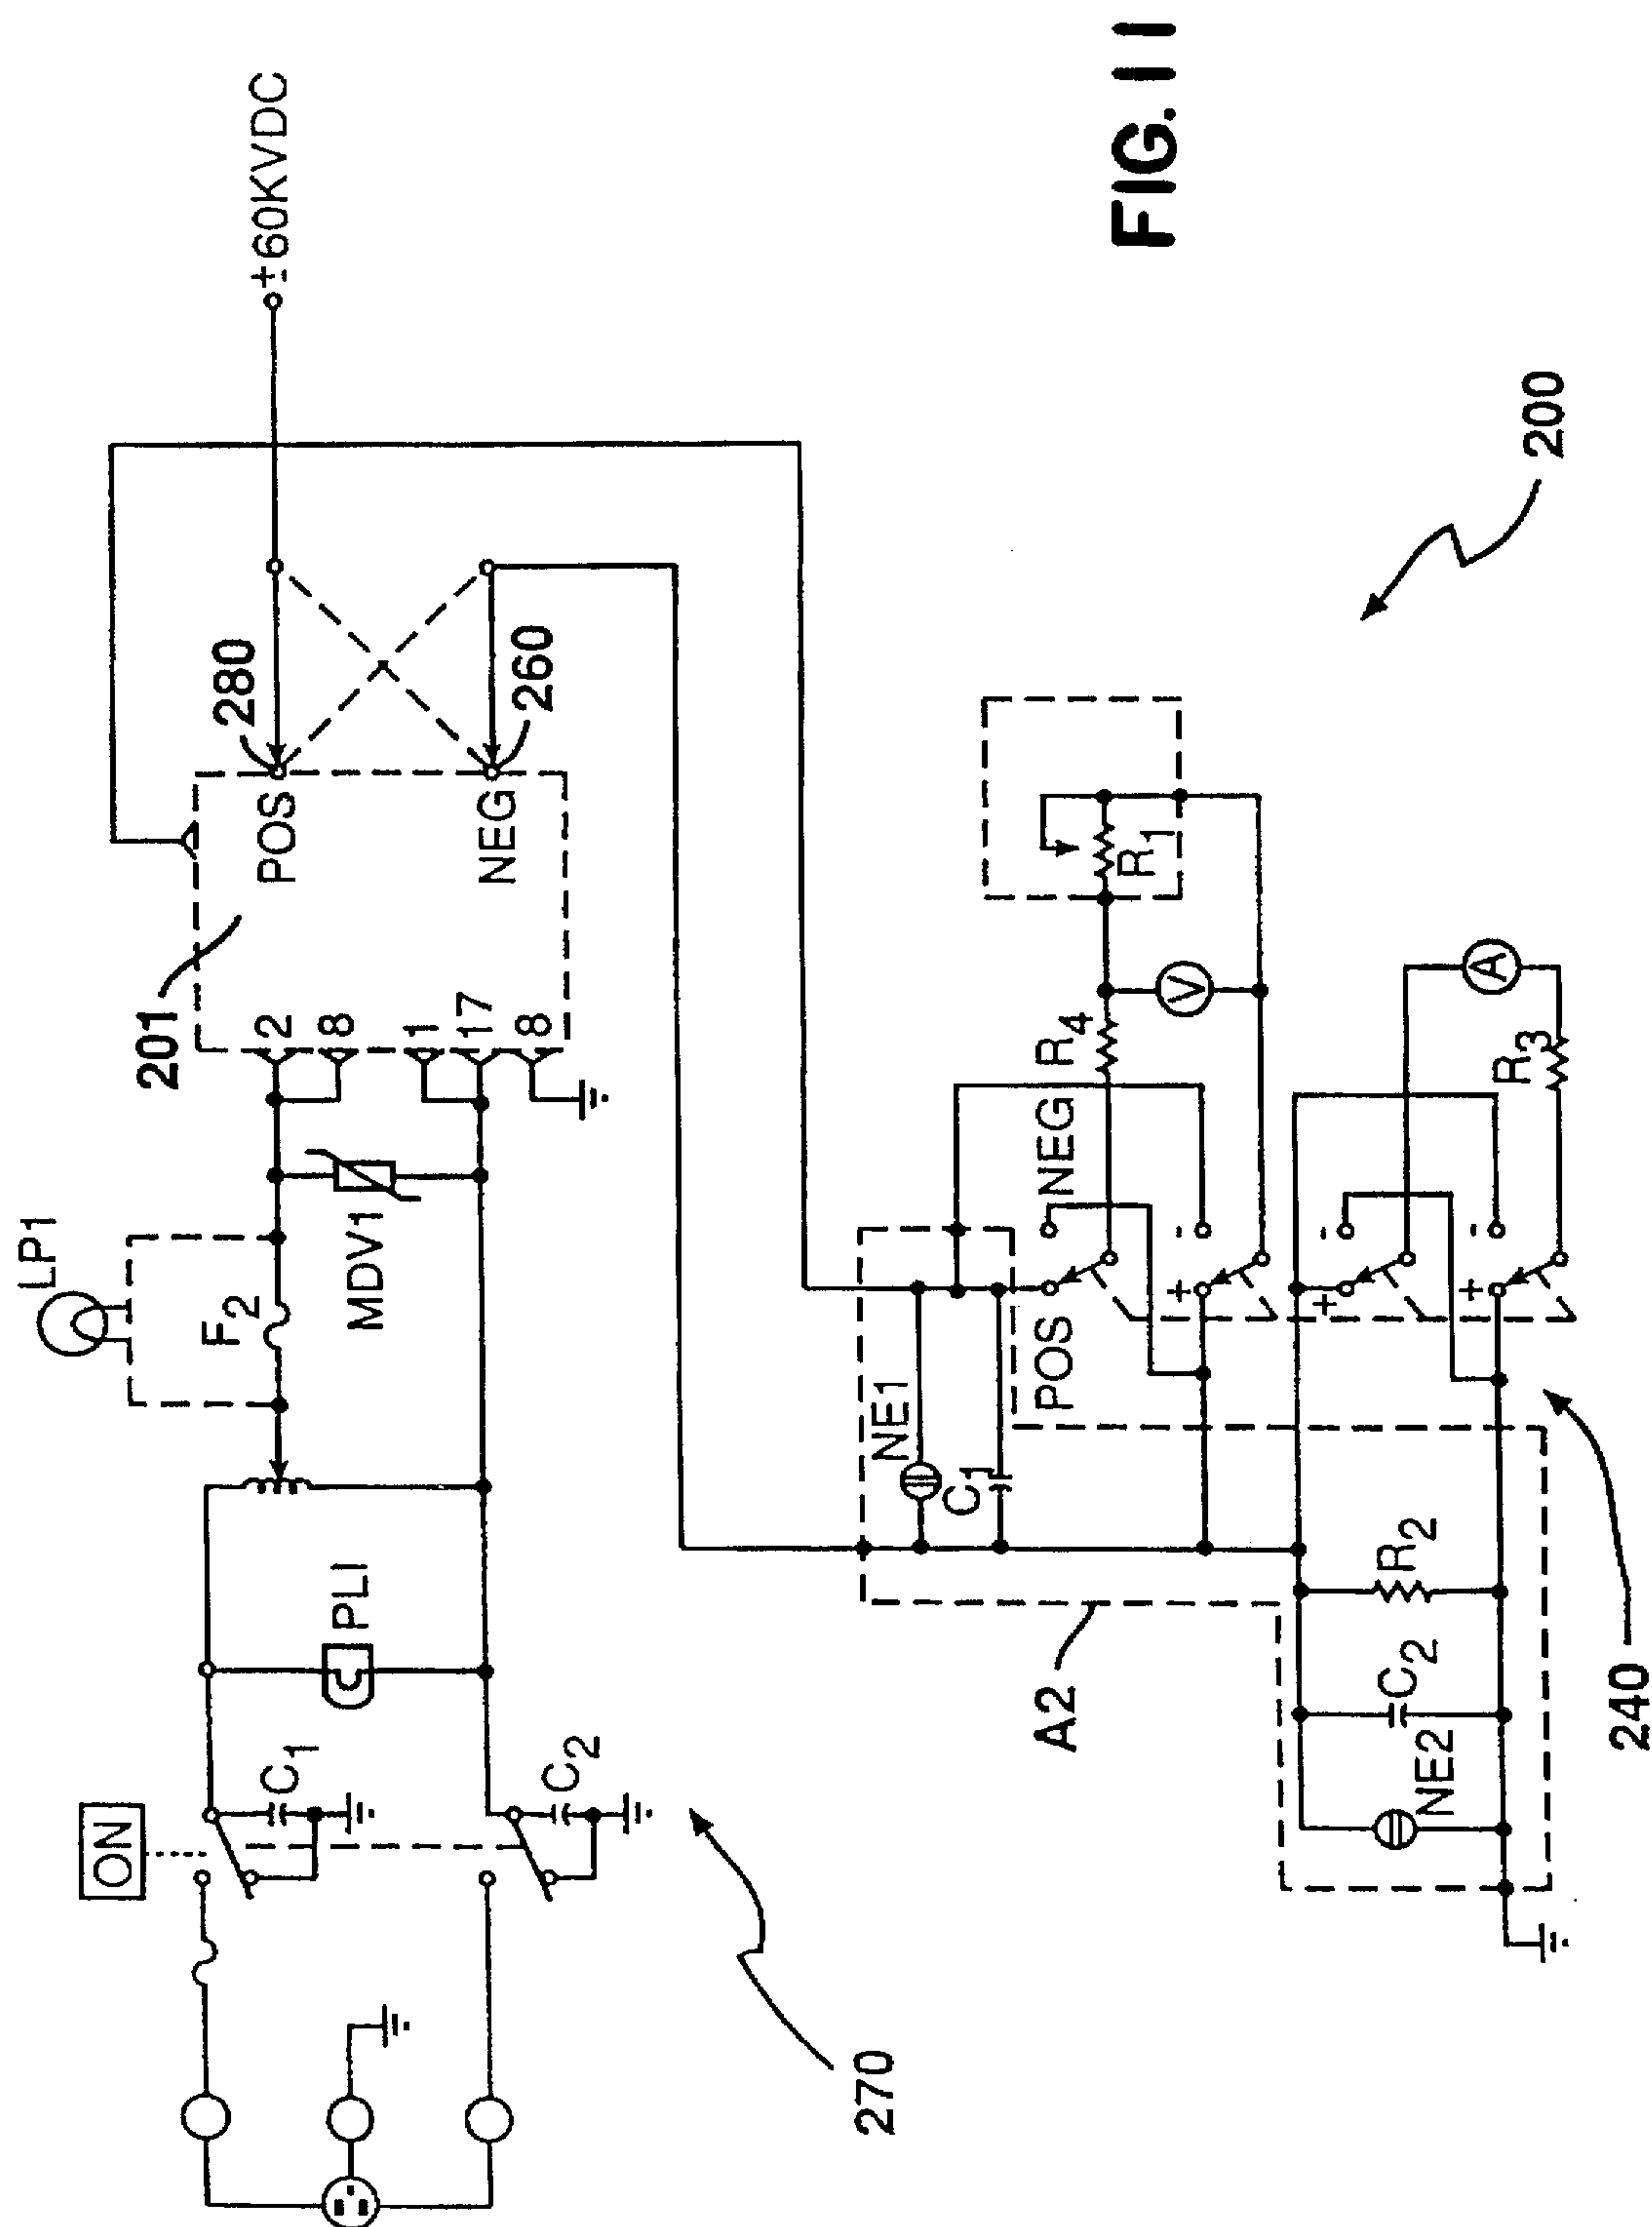 ±60KVDC
LP1
F2
MDV1
ON
C1
PLI
C2
201
2
8
1
17
8
POS
NEG
280
260
270
A2
NE1
C1
POS
NEG
R4
V
R1
+
-
+
-
+
-
NE2
C2
R2
R3
A
240
200
FIG. 11